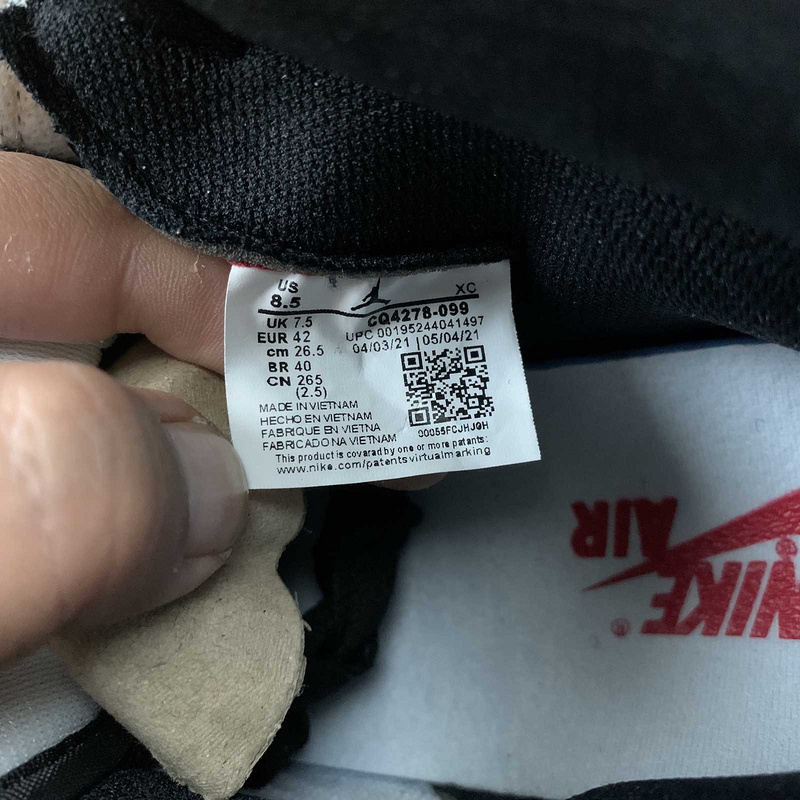 US
8.5
XC
CQ4278-099
UK 7.5
UPC 00195244041497
EUR 42
04/03/21 | 05/04/21
cm 26.5
BR 40
CN 265
(2.5)
MADE IN VIETNAM
HECHO EN VIETNAM
FABRIQUE EN VIETNA
FABRICADO NA VIETNAM
00055FCJHJGH
This product is covarad by one or more patents:
www.nike.com/patentsvirtualmarking
NIKE®
AIR